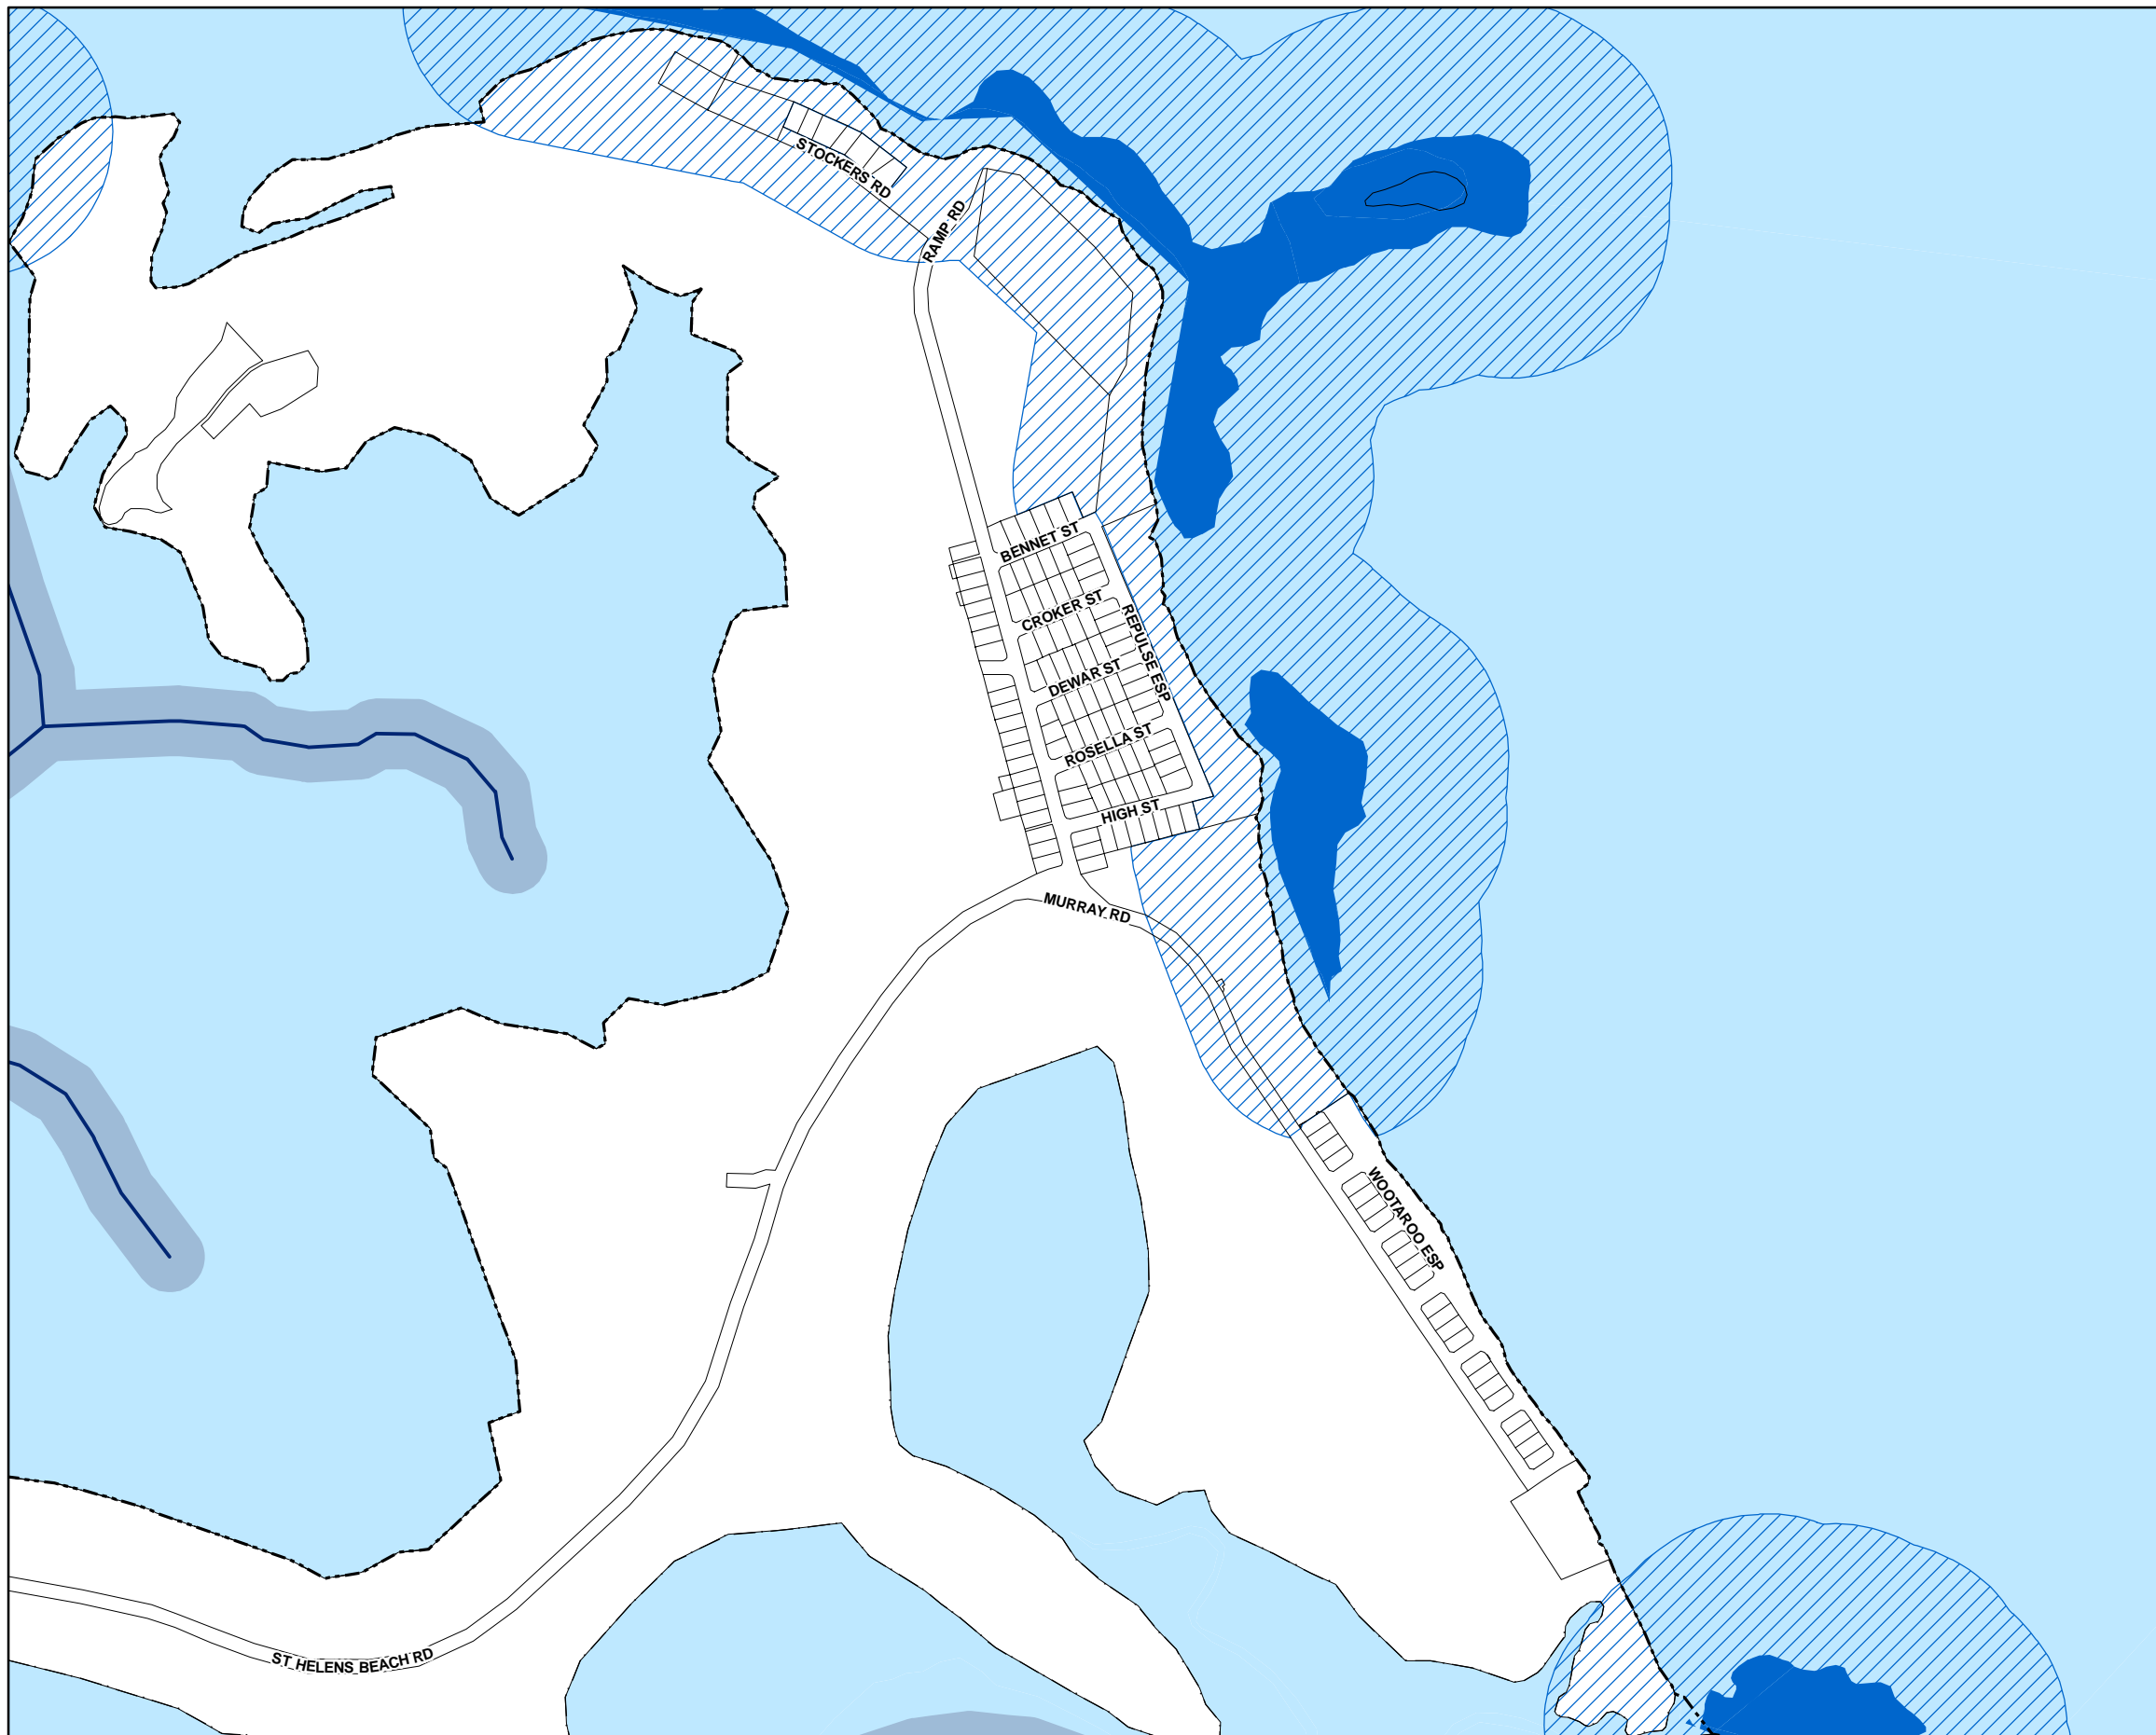 STOCKERS RD
RAMP RD
BENNET ST
CROKER ST
REPULSE ESP
DEWAR ST
ROSELLA ST
HIGH ST
MURRAY RD
WOOTAROO ESP
ST HELENS BEACH RD